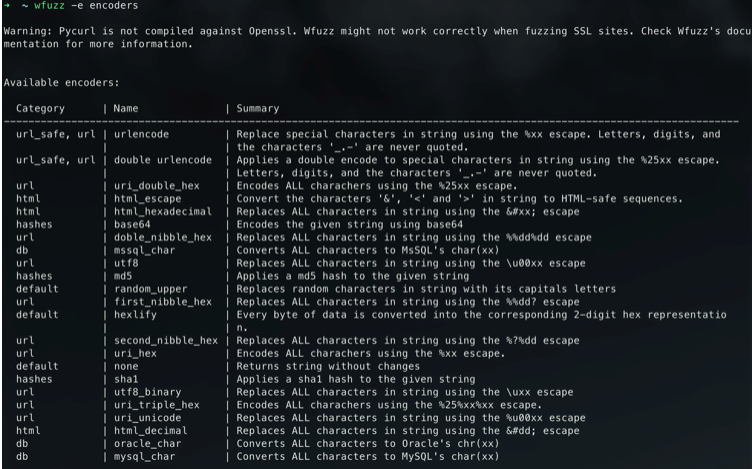 → ~ wfuzz -e encoders
Warning: Pycurl is not compiled against Openssl. Wfuzz might not work correctly when fuzzing SSL sites. Check Wfuzz's docu
mentation for more information.
Available encoders:
Category | Name | Summary
------------------------------------------------------------------------------------------------------------------------
url_safe, url | urlencode | Replace special characters in string using the %xx escape. Letters, digits, and
| | the characters '_.-' are never quoted.
url_safe, url | double urlencode | Applies a double encode to special characters in string using the %25xx escape.
| | Letters, digits, and the characters '_.-' are never quoted.
url | uri_double_hex | Encodes ALL charachers using the %25xx escape.
html | html_escape | Convert the characters '&', '<' and '>' in string to HTML-safe sequences.
html | html_hexadecimal | Replaces ALL characters in string using the &#xx; escape
hashes | base64 | Encodes the given string using base64
url | doble_nibble_hex | Replaces ALL characters in string using the %%dd%dd escape
db | mssql_char | Converts ALL characters to MsSQL's char(xx)
url | utf8 | Replaces ALL characters in string using the \u00xx escape
hashes | md5 | Applies a md5 hash to the given string
default | random_upper | Replaces random characters in string with its capitals letters
url | first_nibble_hex | Replaces ALL characters in string using the %%dd? escape
default | hexlify | Every byte of data is converted into the corresponding 2-digit hex representatio
| | n.
url | second_nibble_hex | Replaces ALL characters in string using the %?%dd escape
url | uri_hex | Encodes ALL charachers using the %xx escape.
default | none | Returns string without changes
hashes | sha1 | Applies a sha1 hash to the given string
url | utf8_binary | Replaces ALL characters in string using the \uxx escape
url | uri_triple_hex | Encodes ALL charachers using the %25%xx%xx escape.
url | uri_unicode | Replaces ALL characters in string using the %u00xx escape
html | html_decimal | Replaces ALL characters in string using the &#dd; escape
db | oracle_char | Converts ALL characters to Oracle's chr(xx)
db | mysql_char | Converts ALL characters to MySQL's char(xx)